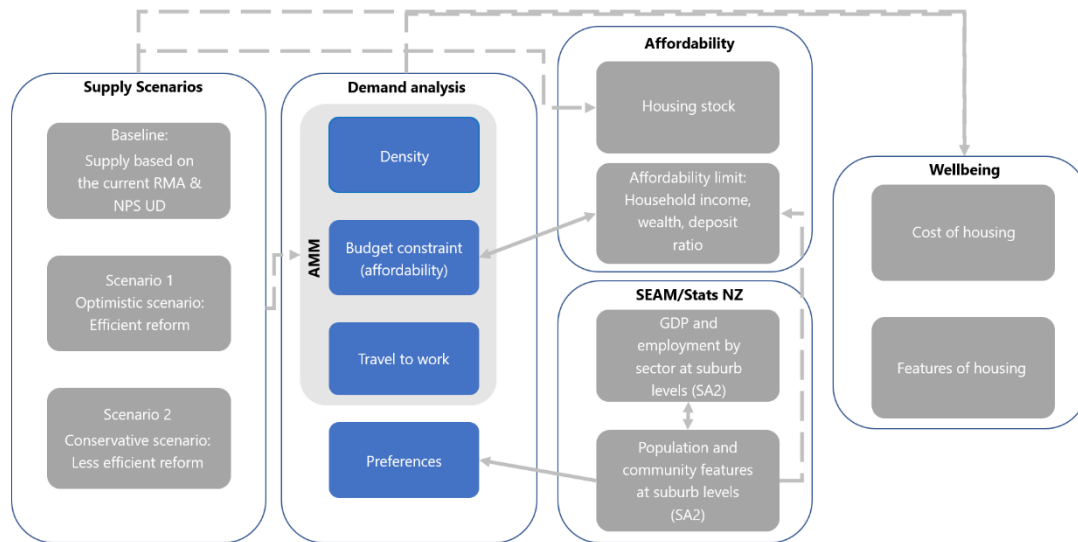 Supply Scenarios
Baseline:
Supply based on
the current RMA &
NPS UD
Scenario 1
Optimistic scenario:
Efficient reform
Scenario 2
Conservative scenario:
Less efficient reform
Demand analysis
AMM
Density
Budget constraint
(affordability)
Travel to work
Preferences
Affordability
Housing stock
Affordability limit:
Household income,
wealth, deposit
ratio
SEAM/Stats NZ
GDP and
employment by
sector at suburb
levels (SA2)
Population and
community features
at suburb levels
(SA2)
Wellbeing
Cost of housing
Features of housing